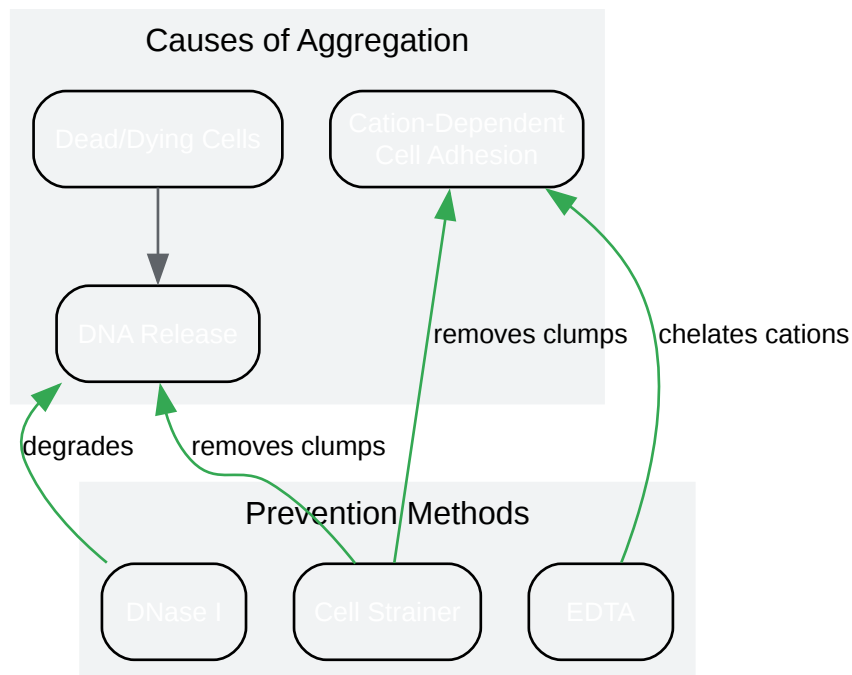 Causes of Aggregation
Dead/Dying Cells
Cation-Dependent
Cell Adhesion
DNA Release
removes clumps
chelates cations
degrades
removes clumps
Prevention Methods
DNase I
Cell Strainer
EDTA